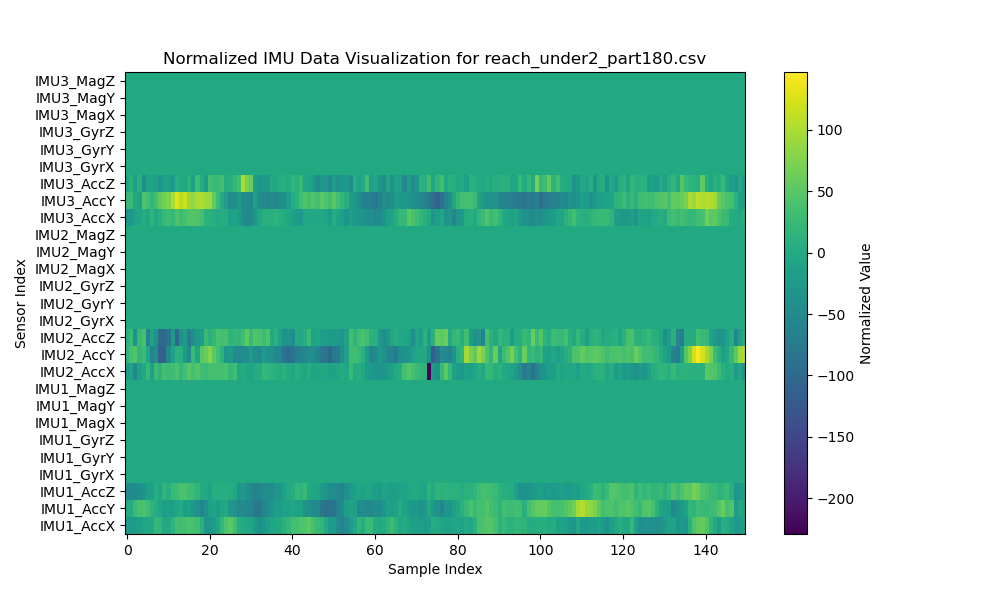 Normalized IMU Data Visualization for reach_under2_part180.csv
IMU3_MagZ
IMU3_MagY
IMU3_MagX
IMU3_GyrZ
IMU3_GyrY
IMU3_GyrX
IMU3_AccZ
IMU3_AccY
IMU3_AccX
IMU2_MagZ
IMU2_MagY
IMU2_MagX
IMU2_GyrZ
IMU2_GyrY
IMU2_GyrX
IMU2_AccZ
IMU2_AccY
IMU2_AccX
IMU1_MagZ
IMU1_MagY
IMU1_MagX
IMU1_GyrZ
IMU1_GyrY
IMU1_GyrX
IMU1_AccZ
IMU1_AccY
IMU1_AccX
Sensor Index
0 20 40 60 80 100 120 140
Sample Index
100
50
0
−50
−100
−150
−200
Normalized Value